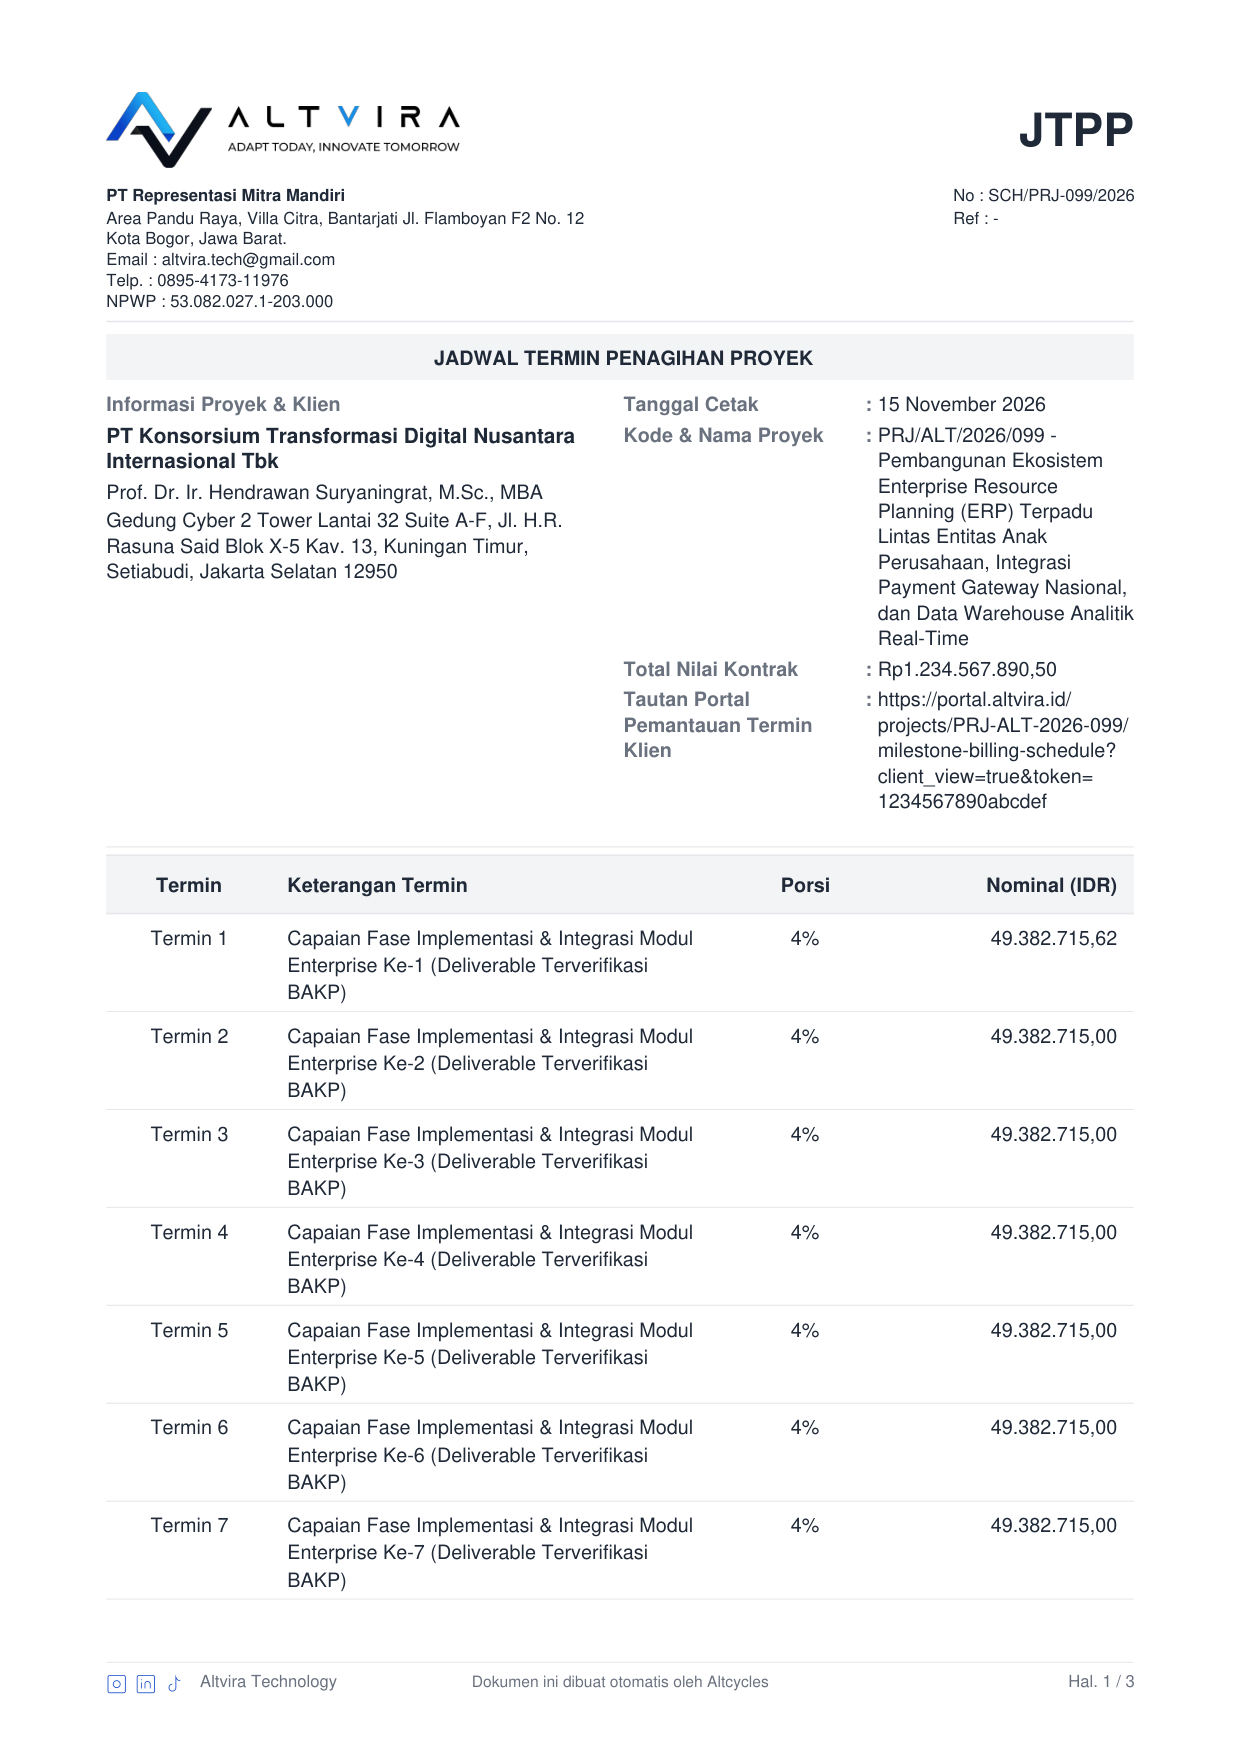 ALTVIRA
ADAPT TODAY, INNOVATE TOMORROW
JTPP
PT Representasi Mitra Mandiri
Area Pandu Raya, Villa Citra, Bantarjati Jl. Flamboyan F2 No. 12
Kota Bogor, Jawa Barat.
Email : altvira.tech@gmail.com
Telp. : 0895-4173-11976
NPWP : 53.082.027.1-203.000
No : SCH/PRJ-099/2026
Ref : -
JADWAL TERMIN PENAGIHAN PROYEK
Informasi Proyek & Klien
PT Konsorsium Transformasi Digital Nusantara
Internasional Tbk
Prof. Dr. Ir. Hendrawan Suryaningrat, M.Sc., MBA
Gedung Cyber 2 Tower Lantai 32 Suite A-F, Jl. H.R.
Rasuna Said Blok X-5 Kav. 13, Kuningan Timur,
Setiabudi, Jakarta Selatan 12950
Tanggal Cetak : 15 November 2026
Kode & Nama Proyek : PRJ/ALT/2026/099 -
Pembangunan Ekosistem
Enterprise Resource
Planning (ERP) Terpadu
Lintas Entitas Anak
Perusahaan, Integrasi
Payment Gateway Nasional,
dan Data Warehouse Analitik
Real-Time
Total Nilai Kontrak : Rp1.234.567.890,50
Tautan Portal : https://portal.altvira.id/
Pemantauan Termin projects/PRJ-ALT-2026-099/
Klien milestone-billing-schedule?
client_view=true&token=
1234567890abcdef
Termin Keterangan Termin Porsi Nominal (IDR)
Termin 1 Capaian Fase Implementasi & Integrasi Modul 4% 49.382.715,62
Enterprise Ke-1 (Deliverable Terverifikasi
BAKP)
Termin 2 Capaian Fase Implementasi & Integrasi Modul 4% 49.382.715,00
Enterprise Ke-2 (Deliverable Terverifikasi
BAKP)
Termin 3 Capaian Fase Implementasi & Integrasi Modul 4% 49.382.715,00
Enterprise Ke-3 (Deliverable Terverifikasi
BAKP)
Termin 4 Capaian Fase Implementasi & Integrasi Modul 4% 49.382.715,00
Enterprise Ke-4 (Deliverable Terverifikasi
BAKP)
Termin 5 Capaian Fase Implementasi & Integrasi Modul 4% 49.382.715,00
Enterprise Ke-5 (Deliverable Terverifikasi
BAKP)
Termin 6 Capaian Fase Implementasi & Integrasi Modul 4% 49.382.715,00
Enterprise Ke-6 (Deliverable Terverifikasi
BAKP)
Termin 7 Capaian Fase Implementasi & Integrasi Modul 4% 49.382.715,00
Enterprise Ke-7 (Deliverable Terverifikasi
BAKP)
Altvira Technology Dokumen ini dibuat otomatis oleh Altcycles Hal. 1 / 3